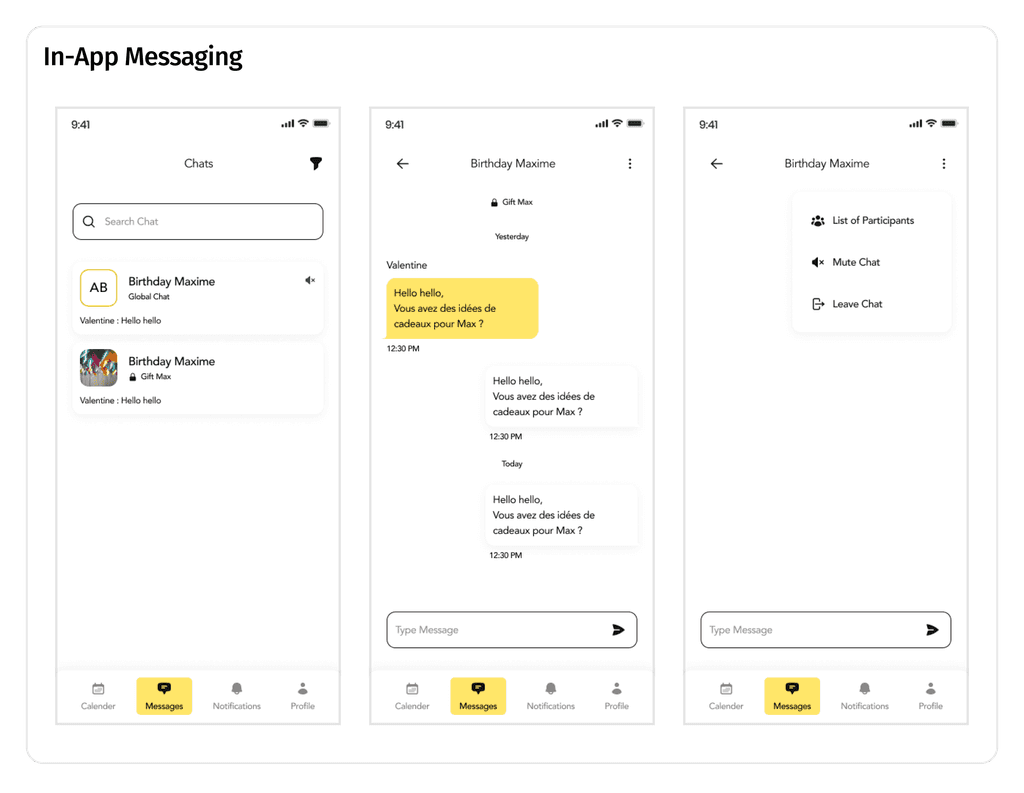 In-App Messaging
9:41
Chats
Search Chat
AB
Birthday Maxime
Global Chat
Valentine : Hello hello
Birthday Maxime
Gift Max
Valentine : Hello hello
Calender
Messages
Notifications
Profile
9:41
Birthday Maxime
Gift Max
Yesterday
Valentine
Hello hello,
Vous avez des idées de
cadeaux pour Max ?
12:30 PM
Hello hello,
Vous avez des idées de
cadeaux pour Max ?
12:30 PM
Today
Hello hello,
Vous avez des idées de
cadeaux pour Max ?
12:30 PM
Type Message
Calender
Messages
Notifications
Profile
9:41
Birthday Maxime
List of Participants
Mute Chat
Leave Chat
Type Message
Calender
Messages
Notifications
Profile